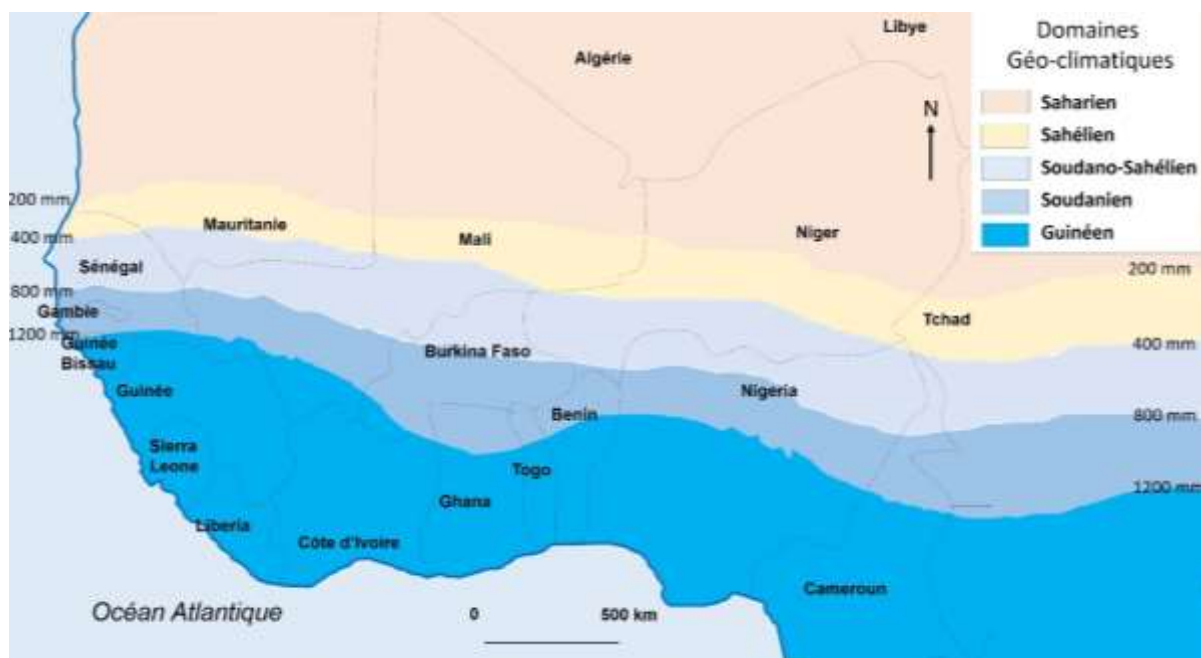 Libye
Algérie
Domaines
Géo-climatiques
N
Saharien
Sahélien
Soudano-Sahélien
Soudanien
Guinéen
200 mm
400 mm
Mauritanie
Mali
Niger
Sénégal
200 mm
800 mm
Gambie
Tchad
1200 mm
Guinée
Bissau
Burkina Faso
400 mm
Guinée
Nigeria
Benin
800 mm
Sierra
Leone
Togo
Ghana
1200 mm
Liberia
Côte d'Ivoire
Cameroun
Océan Atlantique
0 500 km